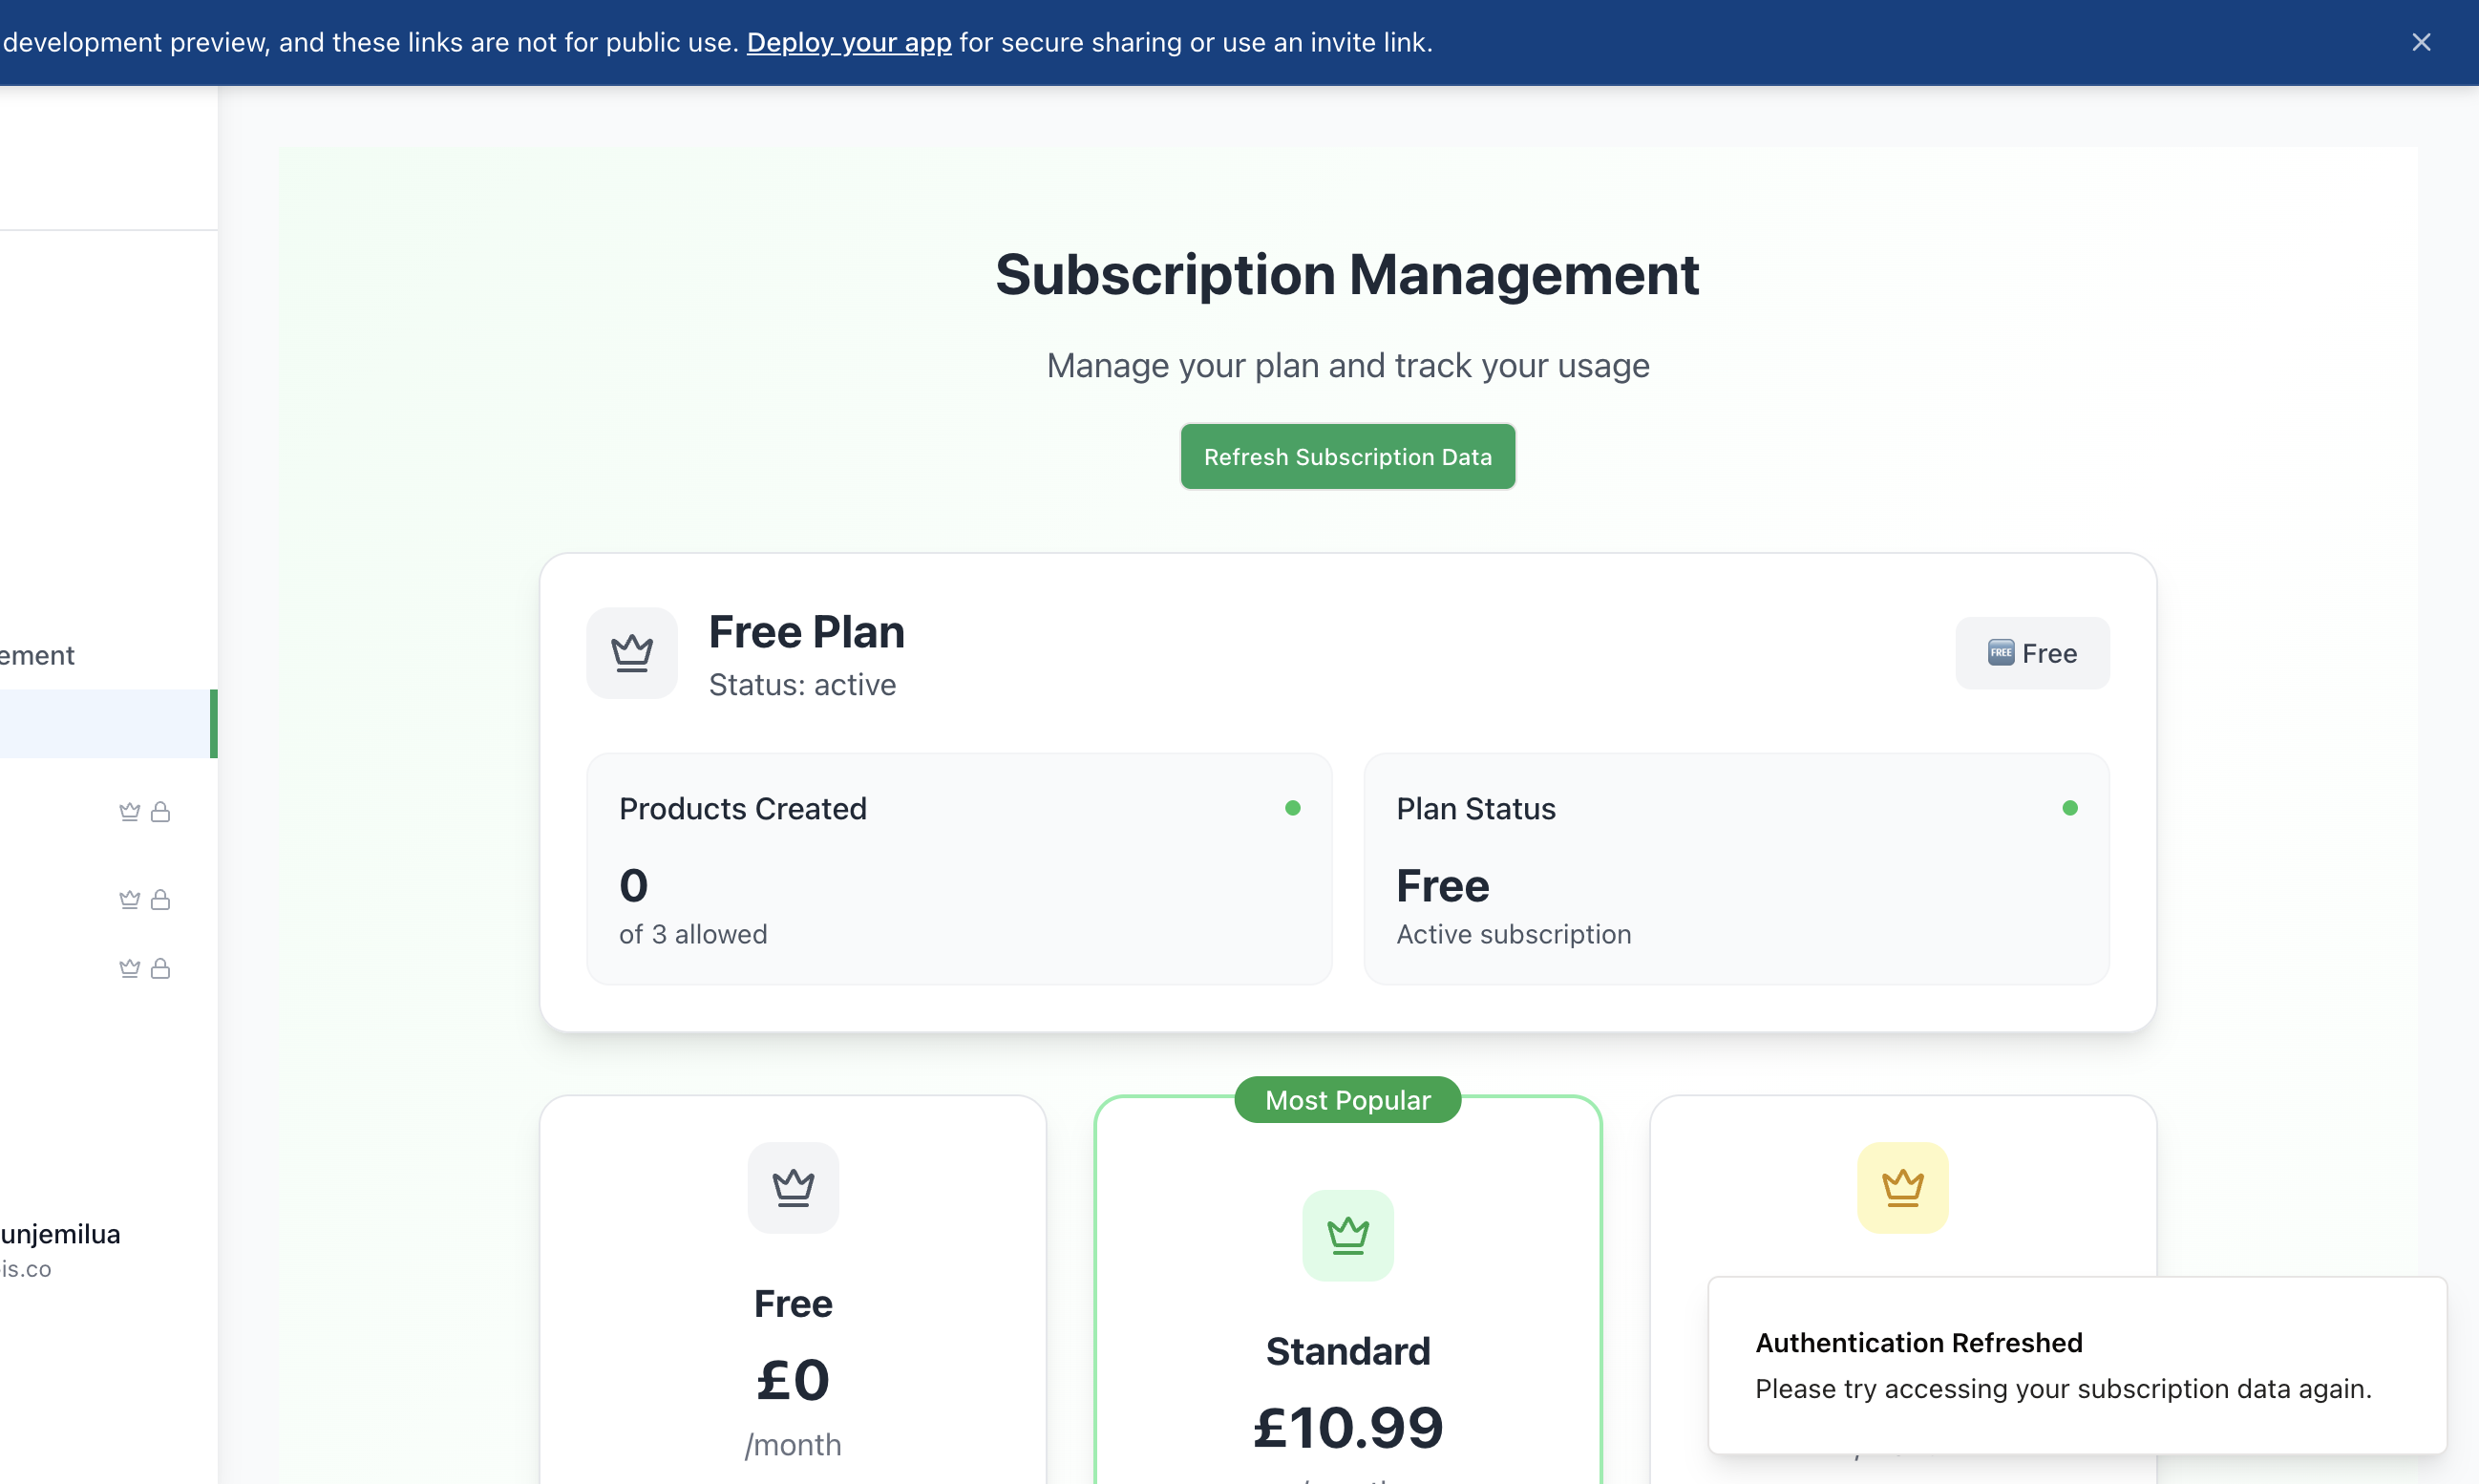 development preview, and these links are not for public use. Deploy your app for secure sharing or use an invite link.
Subscription Management
Manage your plan and track your usage
Refresh Subscription Data
Free Plan
Status: active
FREE Free
ement
Products Created
0
of 3 allowed
Plan Status
Free
Active subscription
Most Popular
unjemilua
is.co
Free
£0
/month
Standard
£10.99
Authentication Refreshed
Please try accessing your subscription data again.